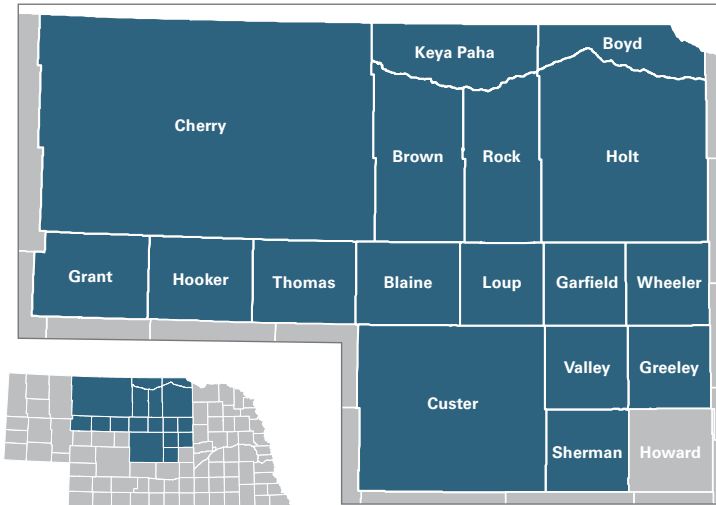 Boyd
Keya Paha
Cherry
Brown
Rock
Holt
Grant
Hooker
Thomas
Blaine
Loup
Garfield
Wheeler
Valley
Greeley
Custer
Sherman
Howard